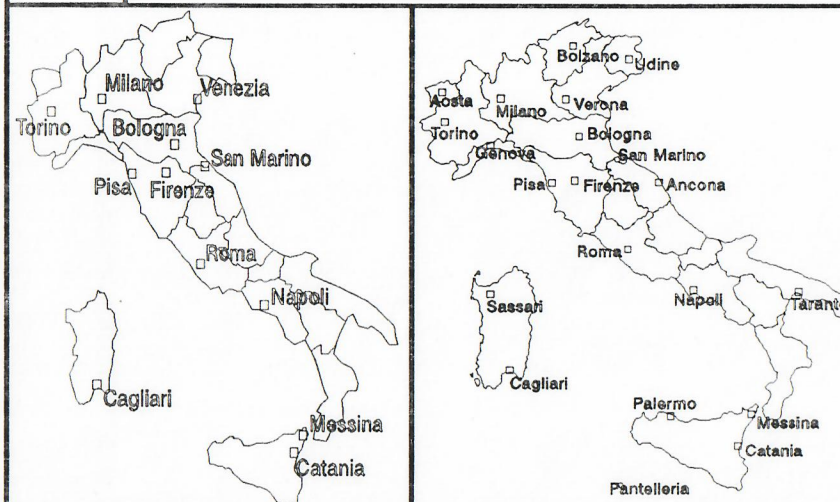 Milano
Venezia
Torino
Bologna
San Marino
Pisa
Firenze
Roma
Napoli
Cagliari
Messina
Catania
Bolzano
Udine
Aosta
Milano
Verona
Torino
Bologna
Genova
San Marino
Pisa
Firenze
Ancona
Roma
Sassari
Napoli
Tarant
Cagliari
Palermo
Messina
Catania
Pantelleria